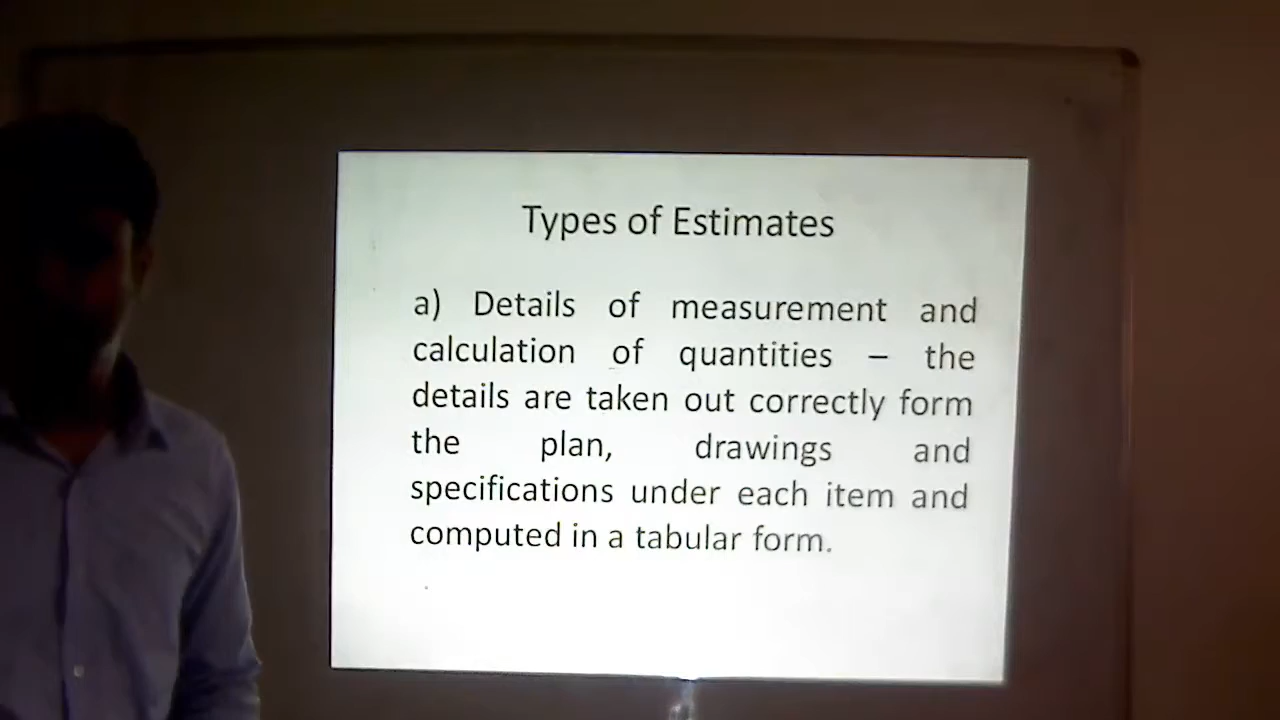 Types of Estimates
a) Details of measurement and
calculation of quantities – the
details are taken out correctly form
the plan, drawings and
specifications under each item and
computed in a tabular form.